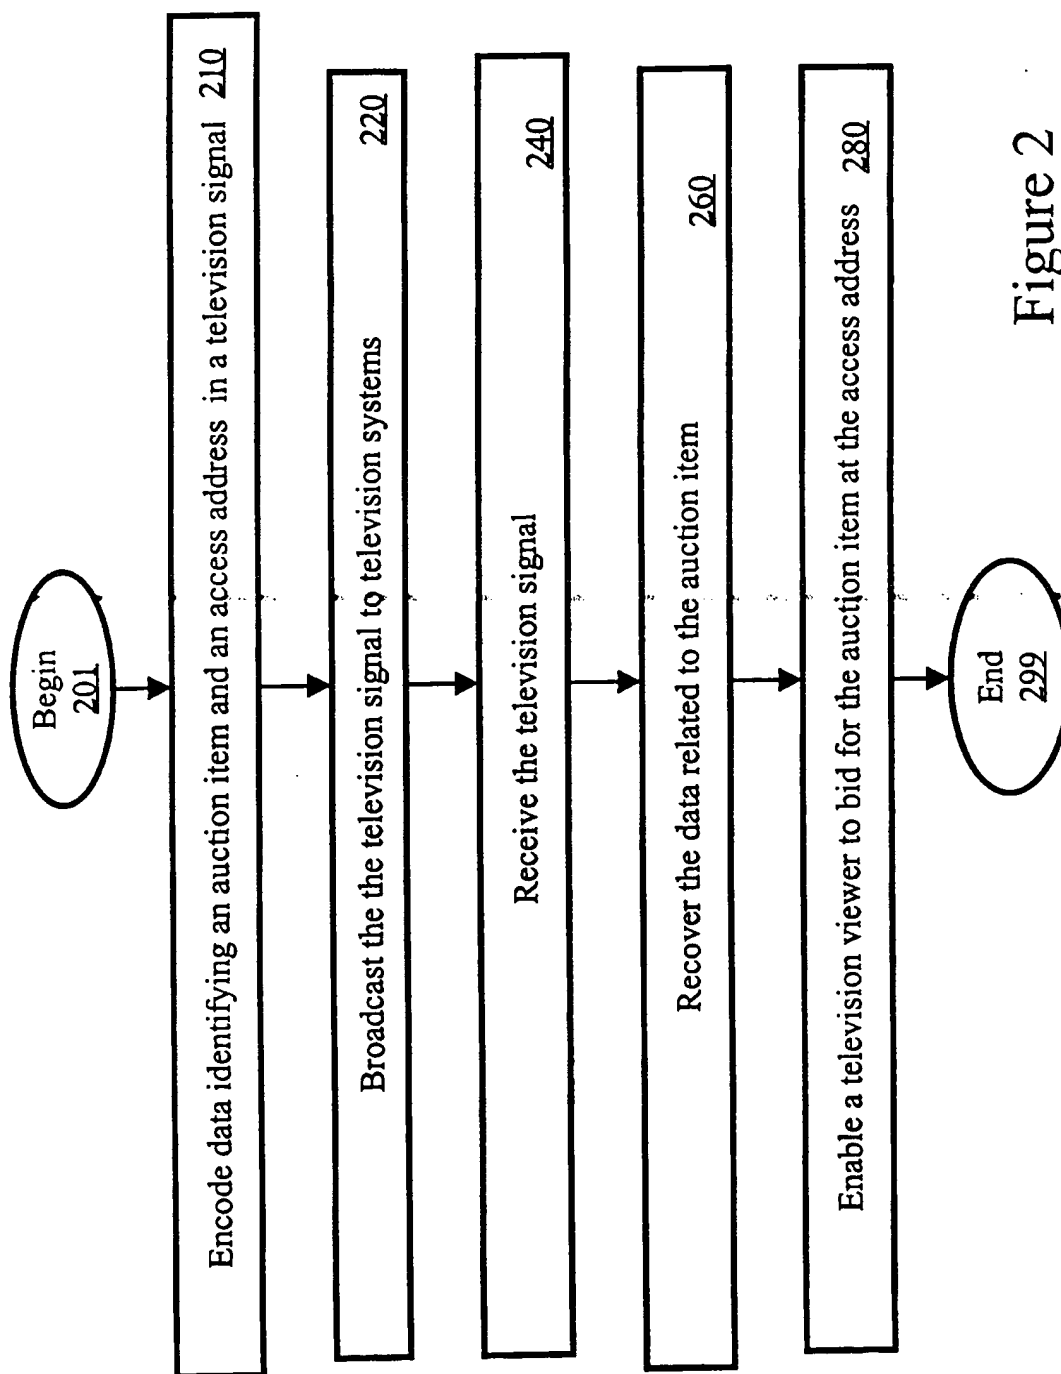 Begin
201
Encode data identifying an auction item and an access address in a television signal 210
Broadcast the the television signal to television systems 220
Receive the television signal 240
Recover the data related to the auction item 260
Enable a television viewer to bid for the auction item at the access address 280
End
299
Figure 2